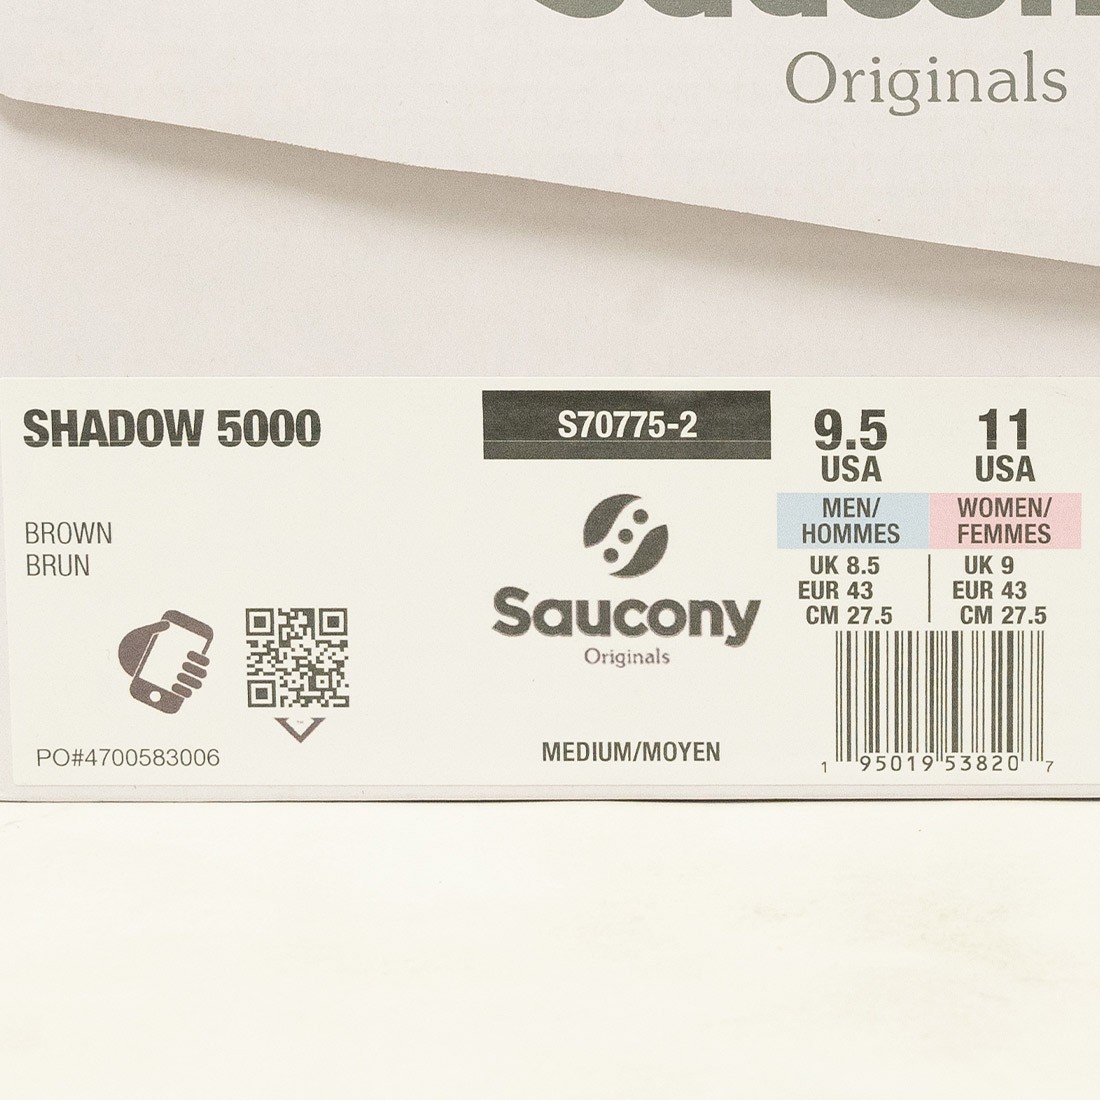 Saucony
Originals
SHADOW 5000
BROWN
BRUN
PO#4700583006
S70775-2
Saucony
Originals
MEDIUM/MOYEN
9.5 11
USA USA
MEN/ WOMEN/
HOMMES FEMMES
UK 8.5 UK 9
EUR 43 EUR 43
CM 27.5 CM 27.5
1 95019 53820 7